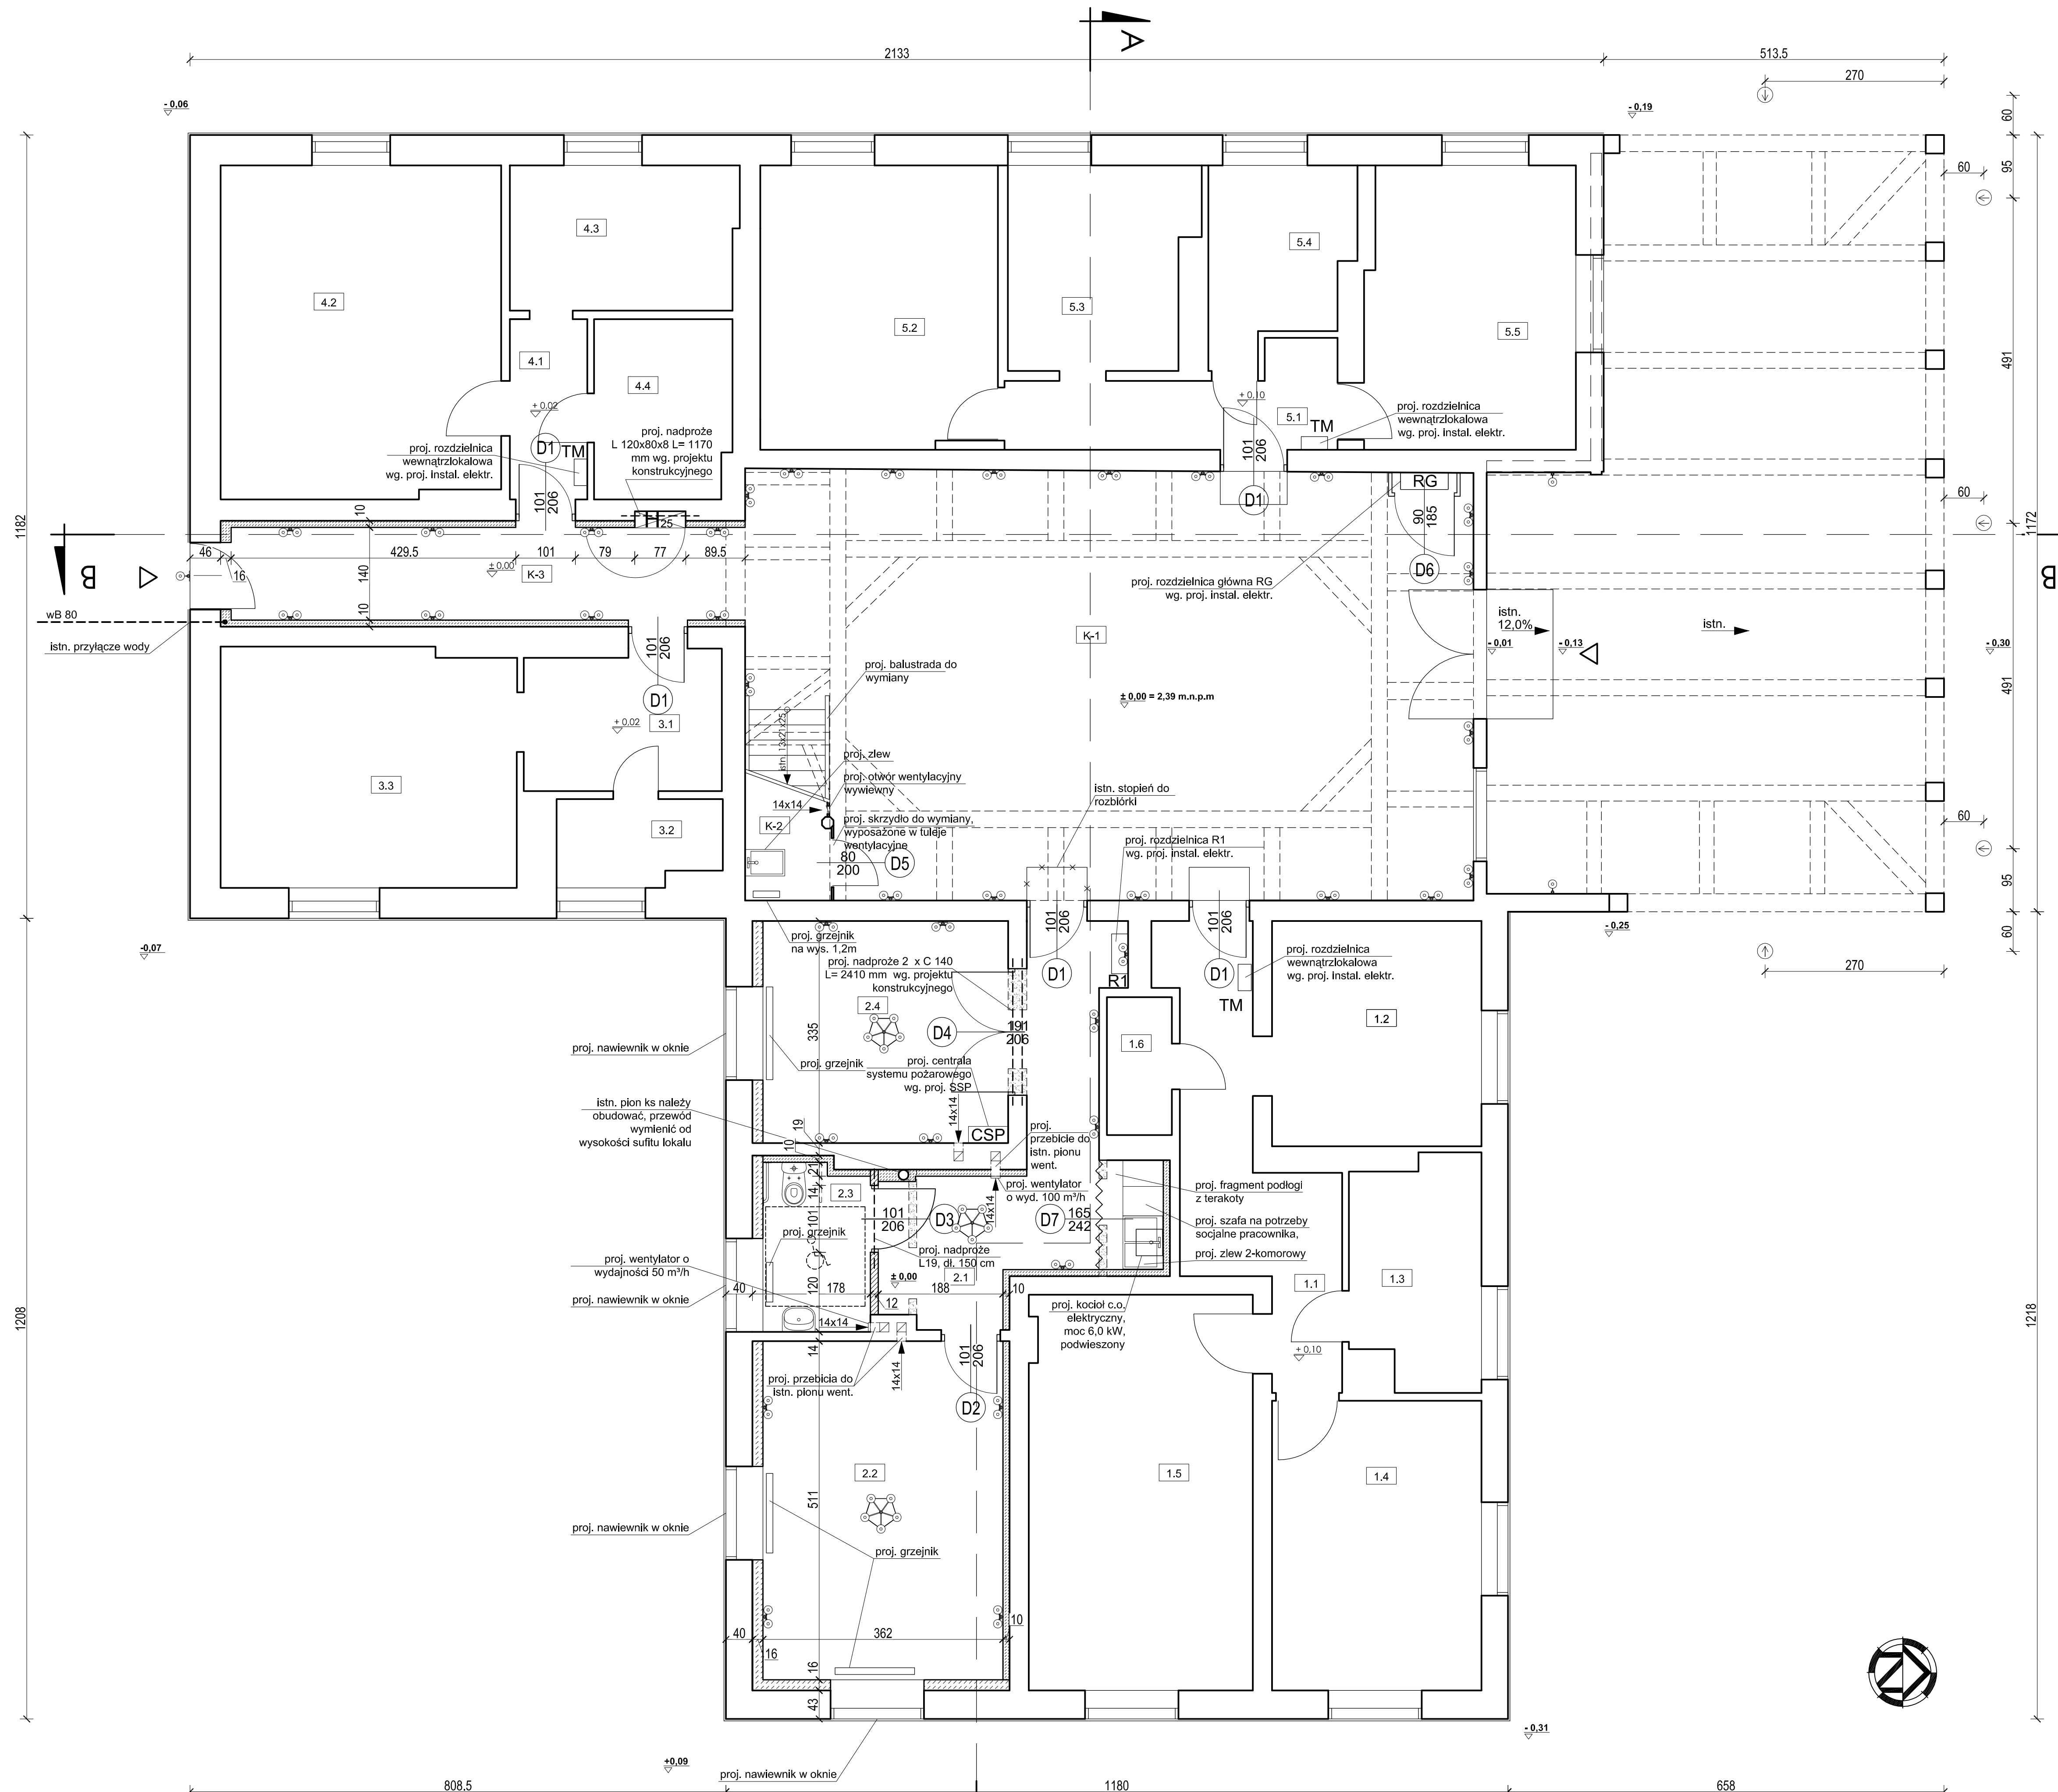 A
2133
513.5
270
- 0,06
- 0,19
60
95
60
4.3
5.4
4.2
5.3
5.2
5.5
491
4.1
4.4
+ 0,02
+ 0,10
5.1
TM
proj. rozdzielnica
wewnątrzlokalowa
wg. proj. instal. elektr.
proj. nadproże
L 120x80x8 L= 1170
mm wg. projektu
konstrukcyjnego
D1
TM
proj. rozdzielnica
wewnątrzlokalowa
wg. proj. instal. elektr.
101
206
101
206
D1
RG
90
185
D6
60
1182
1172
10
H
25
B
46
429.5
101
79
77
89.5
16
140
± 0,00
K-3
10
B
wB 80
istn. przyłącze wody
proj. rozdzielnica główna RG
wg. proj. instal. elektr.
istn.
12,0%
istn.
- 0,01
- 0,13
- 0,30
K-1
101
206
D1
proj. balustrada do
wymiany
± 0,00 = 2,39 m.n.p.m
491
+ 0,02
3.1
istn. 13x21x25
3.3
proj. zlew
proj. otwór wentylacyjny
wywiewny
istn. stopień do
rozbiórki
14x14
K-2
proj. skrzydło do wymiany,
wyposażone w tuleje
wentylacyjne
3.2
60
80
200
D5
proj. rozdzielnica R1
wg. proj. instal. elektr.
95
60
- 0,25
-0,07
270
proj. grzejnik
na wys. 1,2m
101
206
101
206
proj. nadproże 2 x C 140
L= 2410 mm wg. projektu
konstrukcyjnego
D1
R1
D1
TM
proj. rozdzielnica
wewnątrzlokalowa
wg. proj. instal. elektr.
2.4
335
D4
191
206
1.2
1.6
proj. nawiewnik w oknie
proj. grzejnik
proj. centrala
systemu pożarowego
wg. proj. SSP
istn. pion ks należy
obudować, przewód
wymienić od
wysokości sufitu lokalu
19
10
14x14
CSP
proj.
przebicie do
istn. pionu
went.
21
14
2.3
proj. wentylator
o wyd. 100 m³/h
14x14
proj. fragment podłogi
z terakoty
101
101
206
D3
D7
165
242
proj. szafa na potrzeby
socjalne pracownika,
proj. grzejnik
proj. zlew 2-komorowy
proj. nadproże
L19, dł. 150 cm
proj. wentylator o
wydajności 50 m³/h
± 0,00
2.1
120
40
178
188
10
12
proj. nawiewnik w oknie
1.1
1.3
proj. kocioł c.o.
elektryczny,
moc 6,0 kW,
podwieszony
1208
1218
14x14
14
14x14
101
206
+ 0,10
proj. przebicia do
istn. pionu went.
D2
2.2
1.5
1.4
511
proj. nawiewnik w oknie
proj. grzejnik
40
362
10
16
16
43
N
- 0,31
+0,09
proj. nawiewnik w oknie
808.5
1180
658